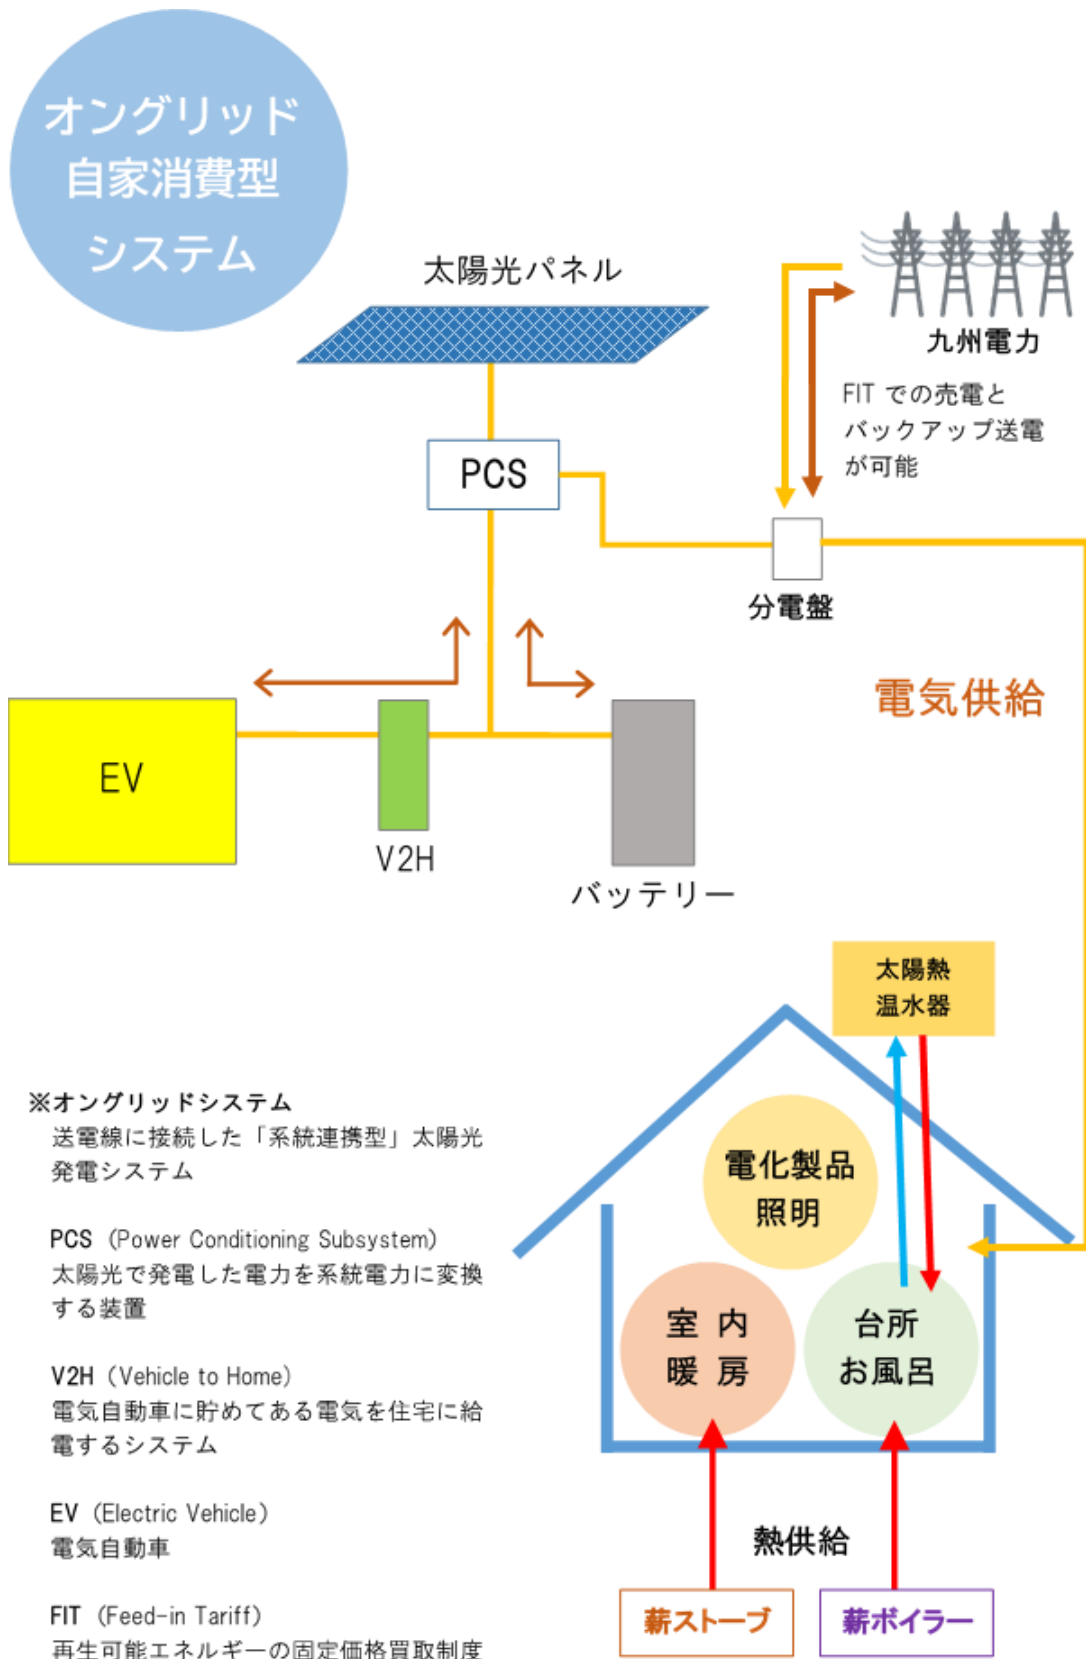 オングリッド
自家消費型
システム
太陽光パネル
九州電力
FIT での売電と
バックアップ送電
が可能
PCS
分電盤
電気供給
EV
V2H
バッテリー
太陽熱
温水器
電化製品
照明
室 内
暖 房
台所
お風呂
熱供給
薪ストーブ
薪ボイラー
※オングリッドシステム
送電線に接続した「系統連携型」太陽光
発電システム
PCS (Power Conditioning Subsystem)
太陽光で発電した電力を系統電力に変換
する装置
V2H (Vehicle to Home)
電気自動車に貯めてある電気を住宅に給
電するシステム
EV (Electric Vehicle)
電気自動車
FIT (Feed-in Tariff)
再生可能エネルギーの固定価格買取制度